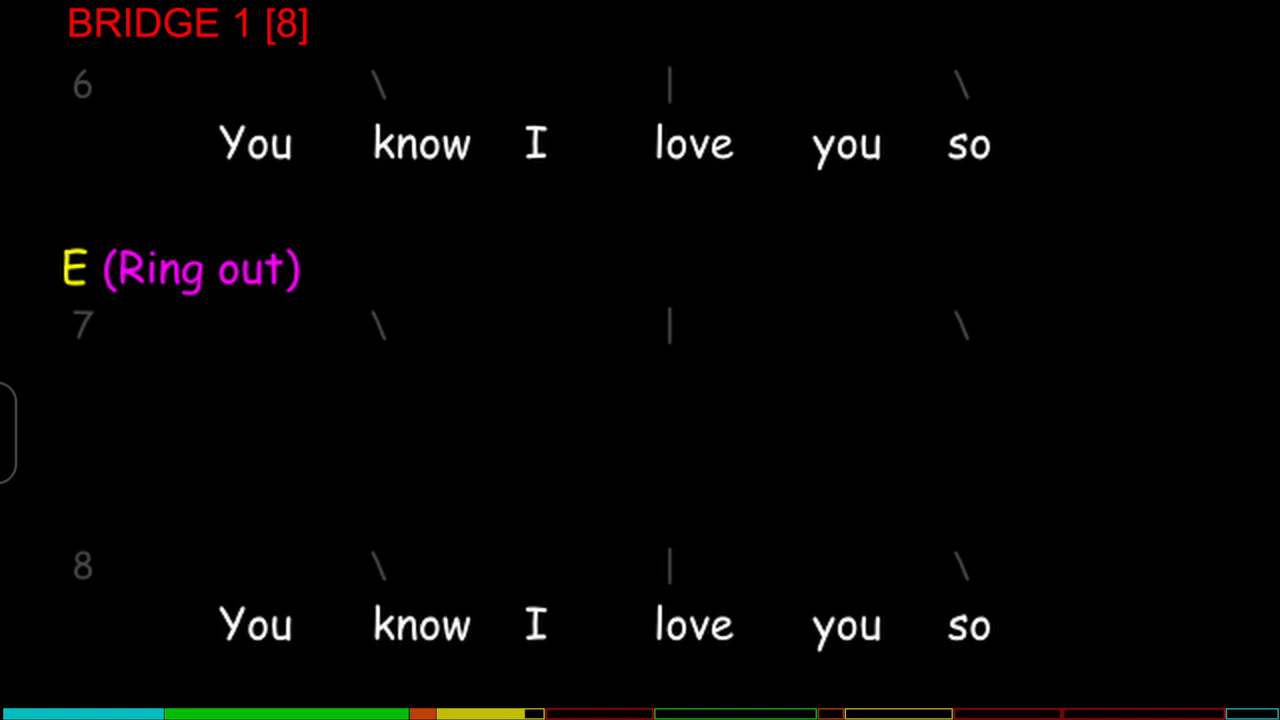 BRIDGE 1 [8]
6 \ | \
You know I love you so
E (Ring out)
7 \ | \
8 \ | \
You know I love you so